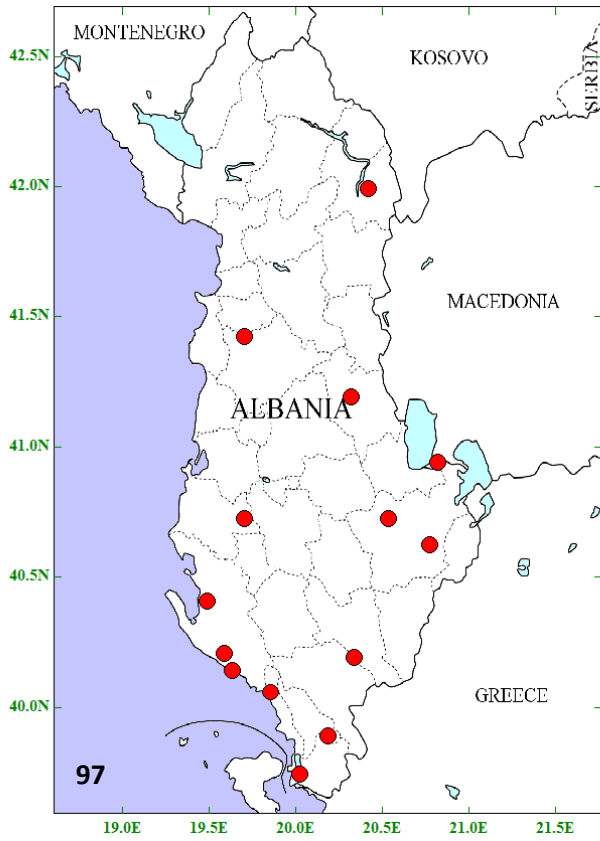 MONTENEGRO
KOSOVO
SERBIA
42.5N
42.0N
41.5N
MACEDONIA
ALBANIA
41.0N
40.5N
40.0N
GREECE
97
19.0E 19.5E 20.0E 20.5E 21.0E 21.5E